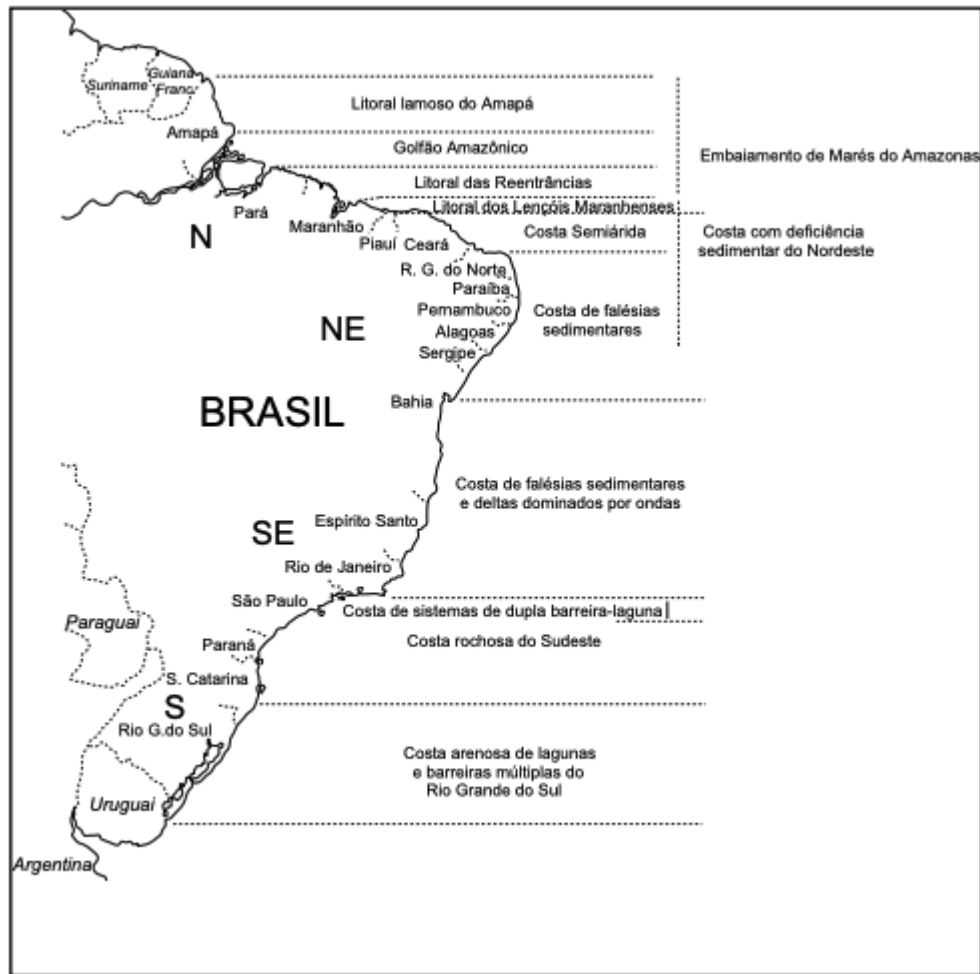 Suriname
Guiana
Franc.
Litoral lamoso do Amapá
Amapá
Golfão Amazônico
Embaiamento de Marés do Amazonas
Litoral das Reentrâncias
Pará
Litoral dos Lençóis Maranhenses
Maranhão
N
Piauí
Ceará
Costa Semiárida
Costa com deficiência
sedimentar do Nordeste
R. G. do Norte
Paraíba
Pernambuco
Costa de falésias
sedimentares
NE
Alagoas
Sergipe
Bahia
BRASIL
Costa de falésias sedimentares
e deltas dominados por ondas
Espírito Santo
SE
Rio de Janeiro
São Paulo
Costa de sistemas de dupla barreira-laguna
Paraguai
Paraná
Costa rochosa do Sudeste
S. Catarina
S
Rio G.do Sul
Costa arenosa de lagunas
e barreiras múltiplas do
Rio Grande do Sul
Uruguai
Argentina